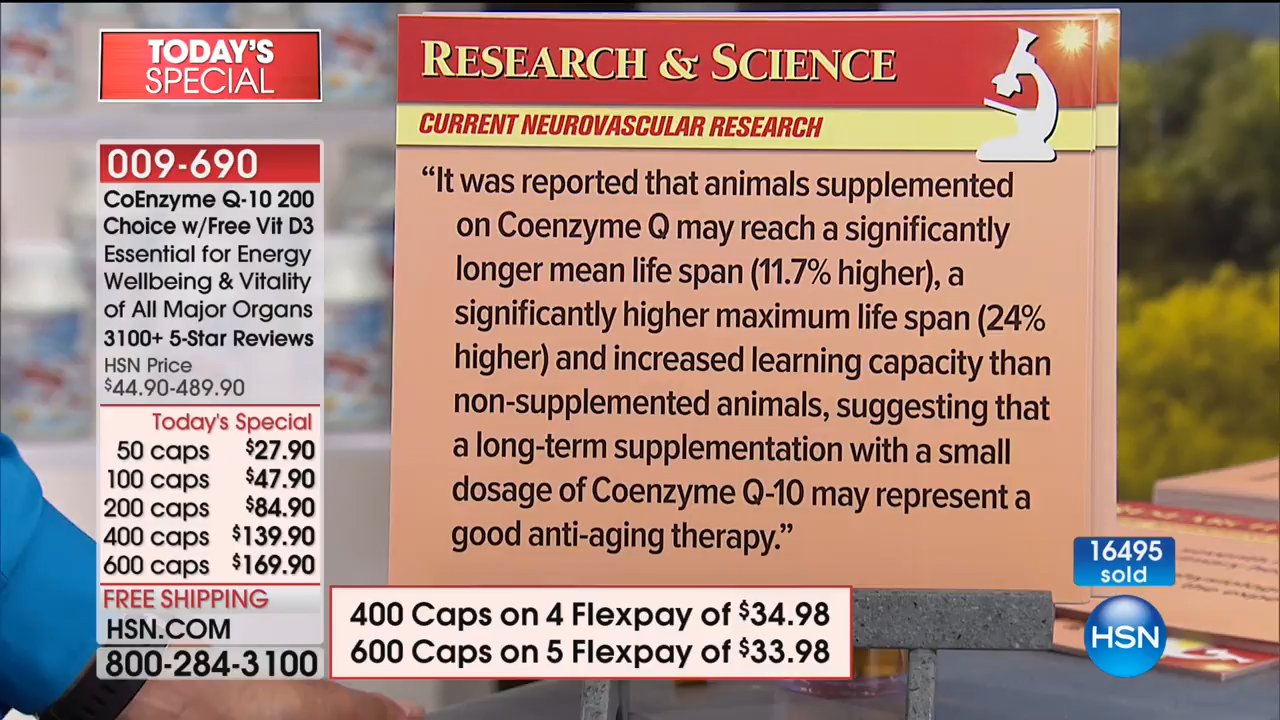 TODAY'S
SPECIAL
009-690
CoEnzyme Q-10 200
Choice w/Free Vit D3
Essential for Energy
Wellbeing & Vitality
of All Major Organs
3100+ 5-Star Reviews
HSN Price
$44.90-489.90
Today's Special
50 caps $27.90
100 caps $47.90
200 caps $84.90
400 caps $139.90
600 caps $169.90
FREE SHIPPING
HSN.COM
800-284-3100
RESEARCH & SCIENCE
CURRENT NEUROVASCULAR RESEARCH
“It was reported that animals supplemented
on Coenzyme Q may reach a significantly
longer mean life span (11.7% higher), a
significantly higher maximum life span (24%
higher) and increased learning capacity than
non-supplemented animals, suggesting that
a long-term supplementation with a small
dosage of Coenzyme Q-10 may represent a
good anti-aging therapy.”
400 Caps on 4 Flexpay of $34.98
600 Caps on 5 Flexpay of $33.98
16495
sold
HSN